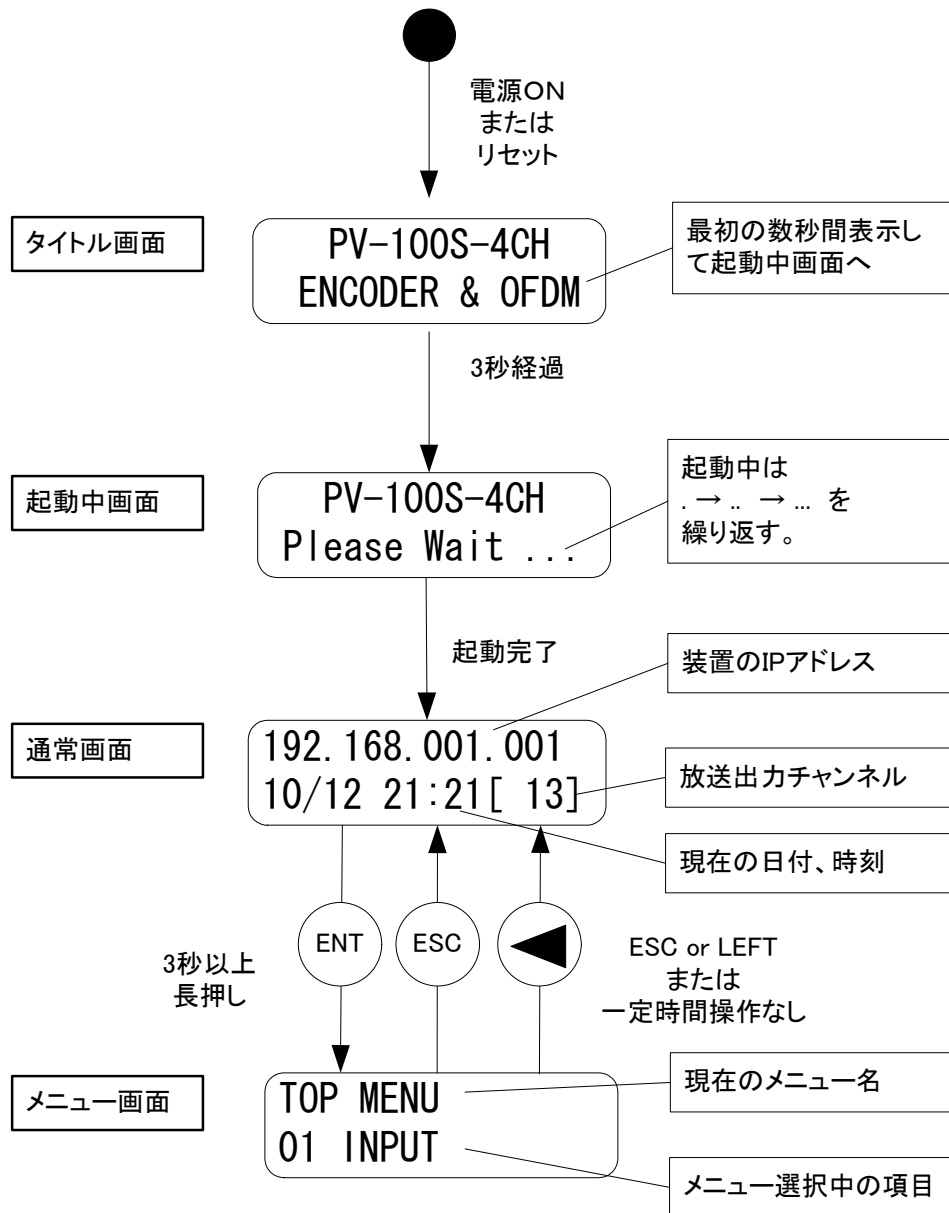 電源ON
または
リセット
タイトル画面
PV-100S-4CH
ENCODER & OFDM
最初の数秒間表示し
て起動中画面へ
3秒経過
起動中画面
PV-100S-4CH
Please Wait ...
起動中は
. → .. → ... を
繰り返す。
起動完了
装置のIPアドレス
通常画面
192.168.001.001
10/12 21:21[ 13]
放送出力チャンネル
現在の日付、時刻
3秒以上
長押し
ENT
ESC
ESC or LEFT
または
一定時間操作なし
メニュー画面
TOP MENU
01 INPUT
現在のメニュー名
メニュー選択中の項目